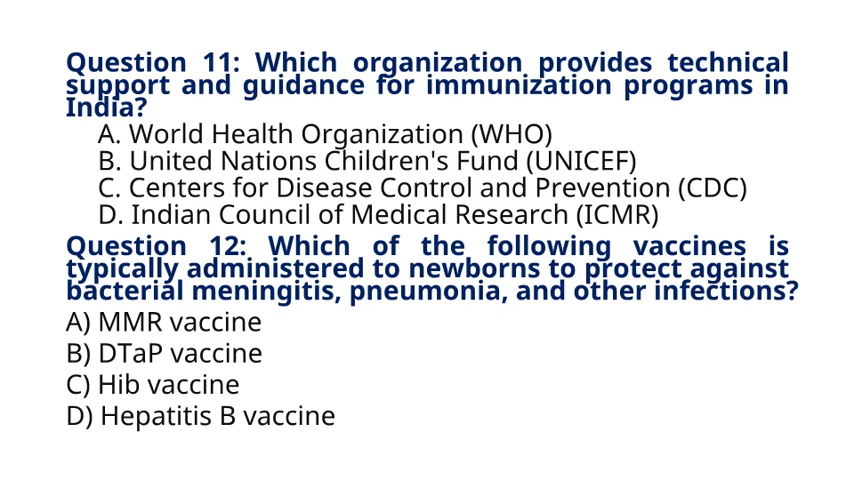 Question 11: Which organization provides technical
support and guidance for immunization programs in
India?
A. World Health Organization (WHO)
B. United Nations Children's Fund (UNICEF)
C. Centers for Disease Control and Prevention (CDC)
D. Indian Council of Medical Research (ICMR)
Question 12: Which of the following vaccines is
typically administered to newborns to protect against
bacterial meningitis, pneumonia, and other infections?
A) MMR vaccine
B) DTaP vaccine
C) Hib vaccine
D) Hepatitis B vaccine